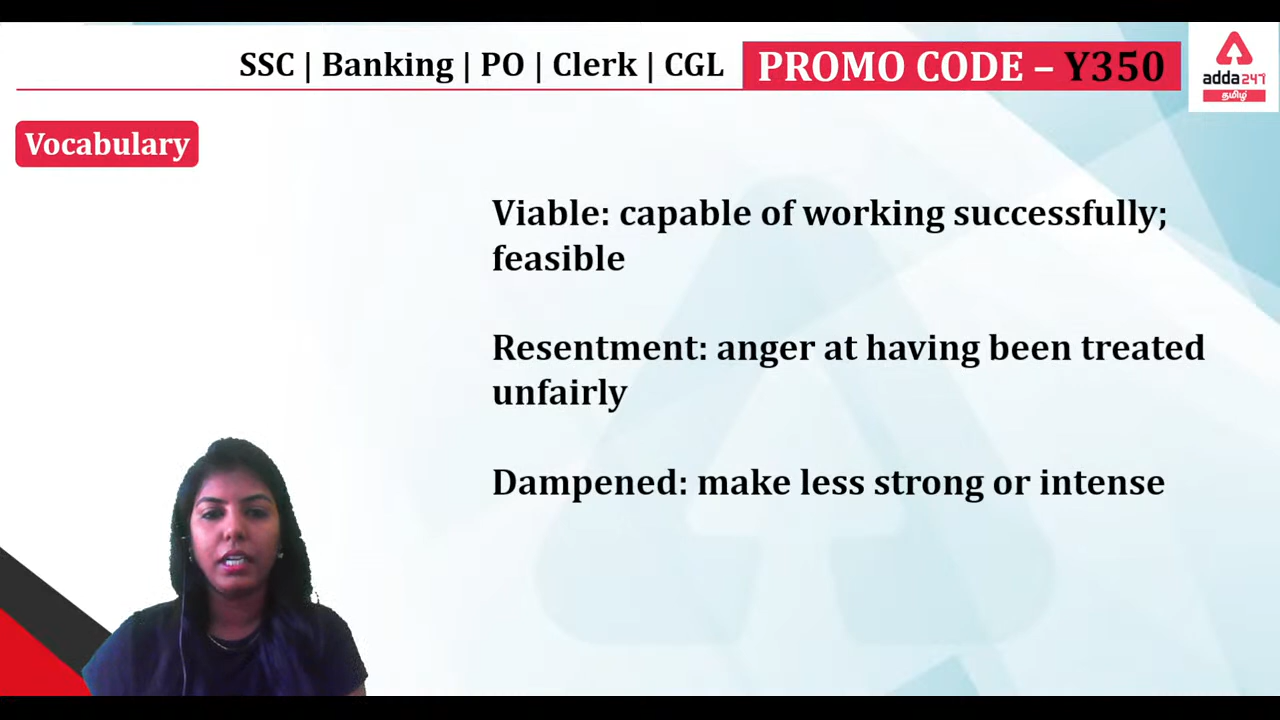 SSC | Banking | PO | Clerk | CGL PROMO CODE – Y350
adda247
தமிழ்
Vocabulary
Viable: capable of working successfully;
feasible
Resentment: anger at having been treated
unfairly
Dampened: make less strong or intense